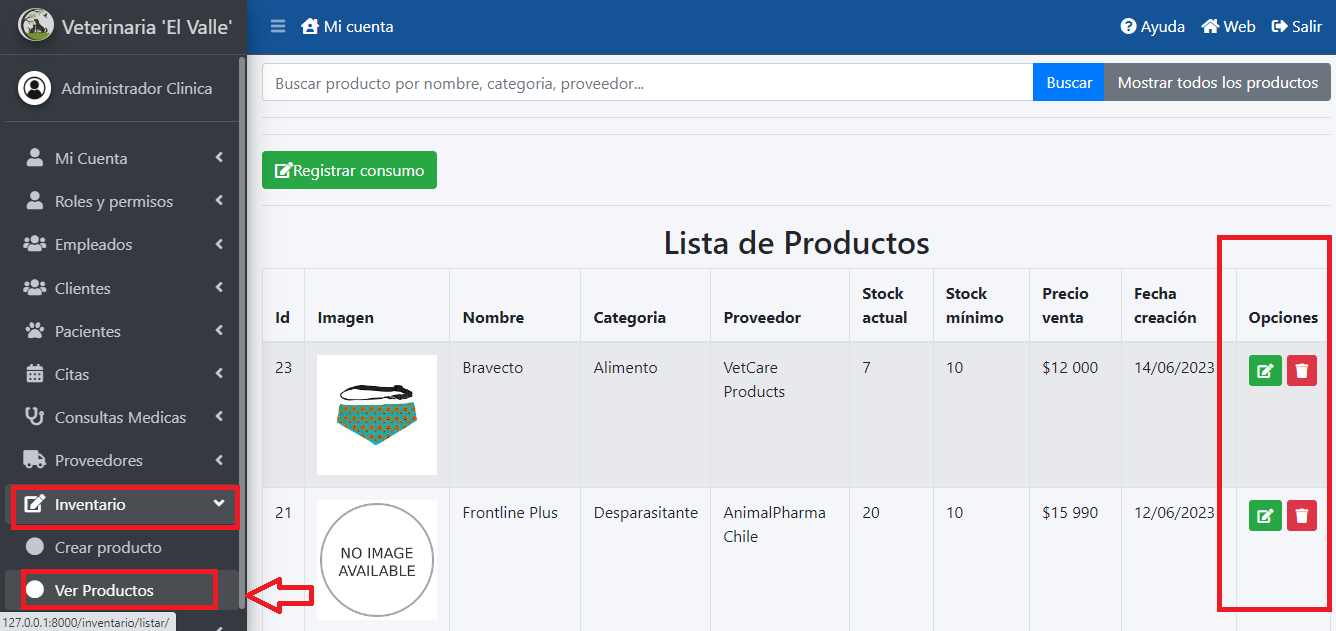 Veterinaria 'El Valle'
Mi cuenta
Ayuda
Web
Salir
Administrador Clinica
Mi Cuenta
Roles y permisos
Empleados
Clientes
Pacientes
Citas
Consultas Medicas
Proveedores
Inventario
Crear producto
Ver Productos
127.0.0.1:8000/inventario/listar/
Buscar producto por nombre, categoria, proveedor...
Buscar
Mostrar todos los productos
Registrar consumo
Lista de Productos
Id Imagen Nombre Categoria Proveedor Stock actual Stock mínimo Precio venta Fecha creación Opciones
23 Bravecto Alimento VetCare Products 7 10 $12 000 14/06/2023
21 NO IMAGE AVAILABLE Frontline Plus Desparasitante AnimalPharma Chile 20 10 $15 990 12/06/2023